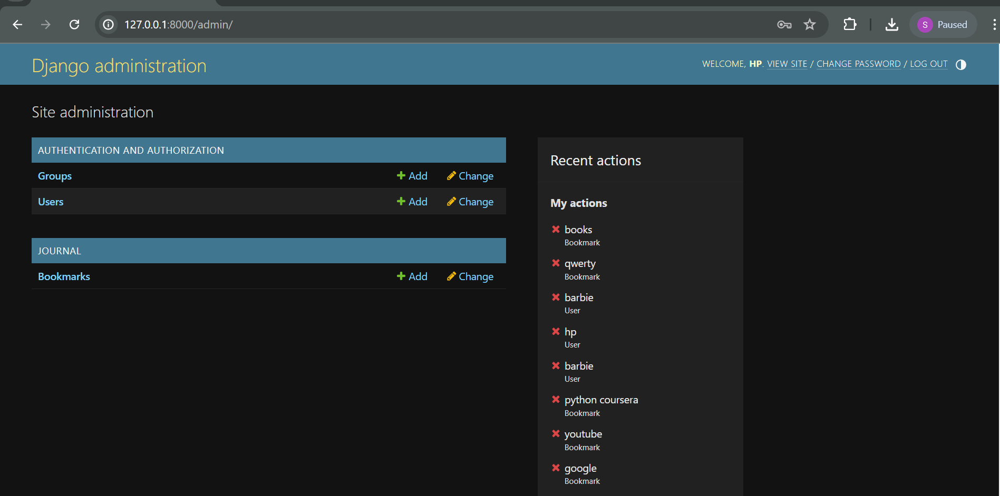 127.0.0.1:8000/admin/
S Paused
Django administration
WELCOME, HP. VIEW SITE / CHANGE PASSWORD / LOG OUT
Site administration
AUTHENTICATION AND AUTHORIZATION
Groups Add Change
Users Add Change
JOURNAL
Bookmarks Add Change
Recent actions
My actions
books
Bookmark
qwerty
Bookmark
barbie
User
hp
User
barbie
User
python coursera
Bookmark
youtube
Bookmark
google
Bookmark